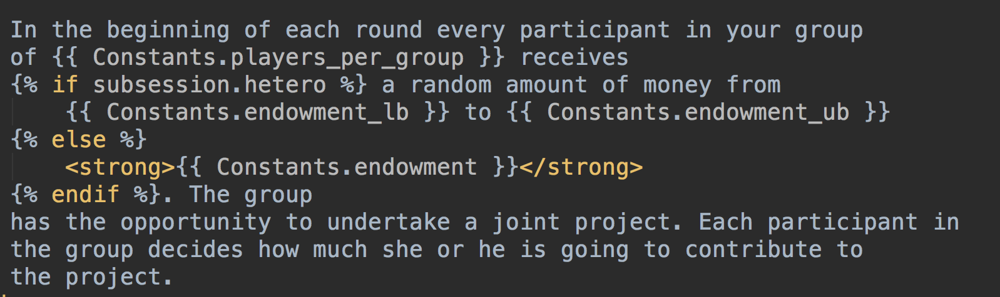 In the beginning of each round every participant in your group
of {{ Constants.players_per_group }} receives
{% if subsession.hetero %} a random amount of money from
{{ Constants.endowment_lb }} to {{ Constants.endowment_ub }}
{% else %}
<strong>{{ Constants.endowment }}</strong>
{% endif %}. The group
has the opportunity to undertake a joint project. Each participant in
the group decides how much she or he is going to contribute to
the project.